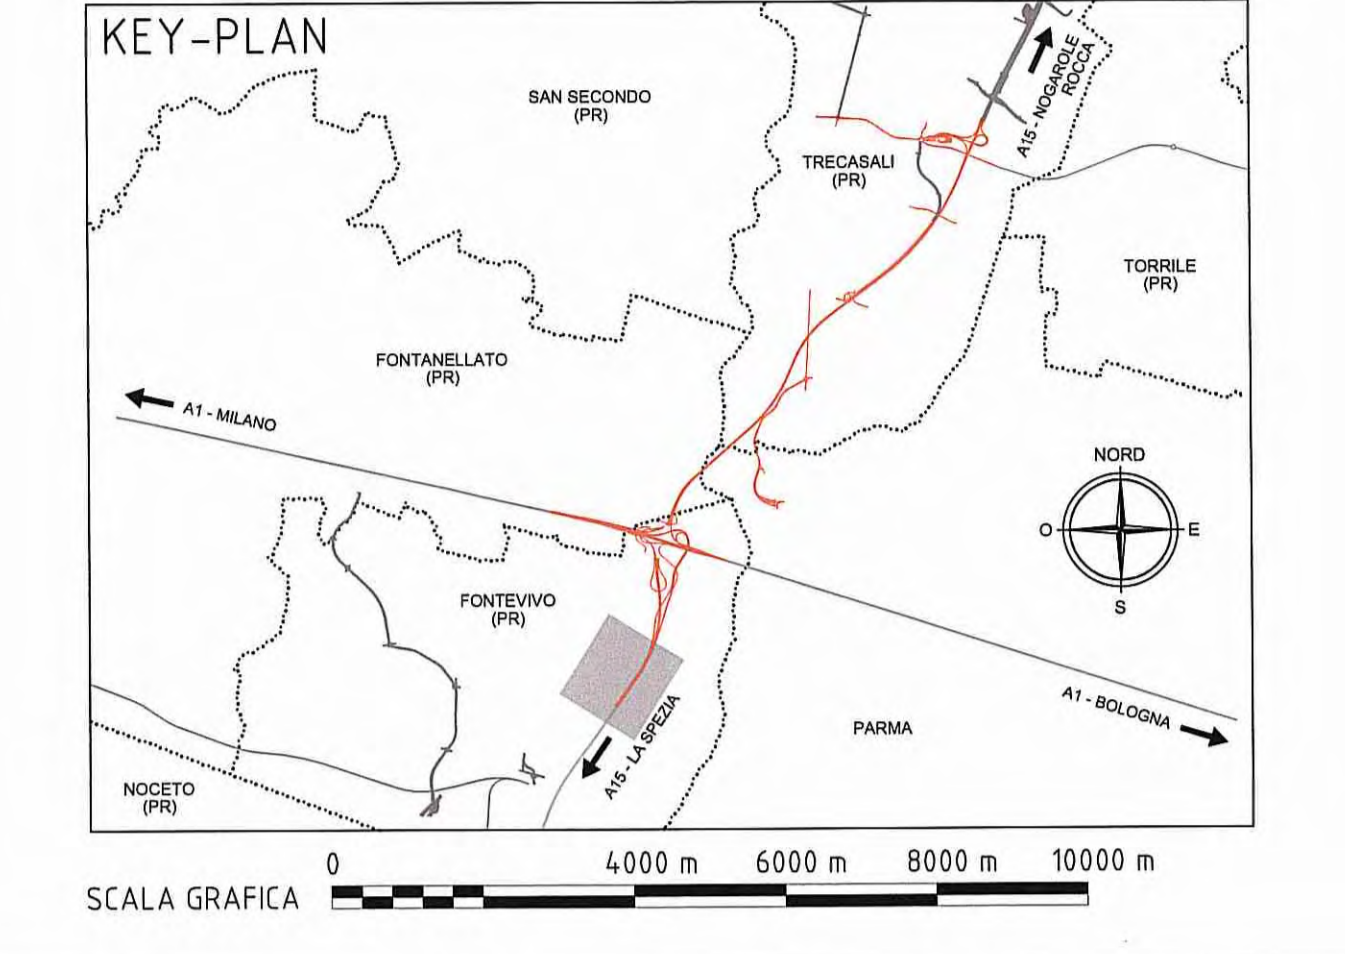 KEY-PLAN
SAN SECONDO
(PR)
A15 - NOGAROLE
ROCCA
TRECASALI
(PR)
TORRILE
(PR)
FONTANELLATO
(PR)
A1 - MILANO
NORD
O
E
S
FONTEVIVO
(PR)
A15 - LA SPEZIA
A1 - BOLOGNA
PARMA
NOCETO
(PR)
0
4000 m
6000 m
8000 m
10000 m
SCALA GRAFICA